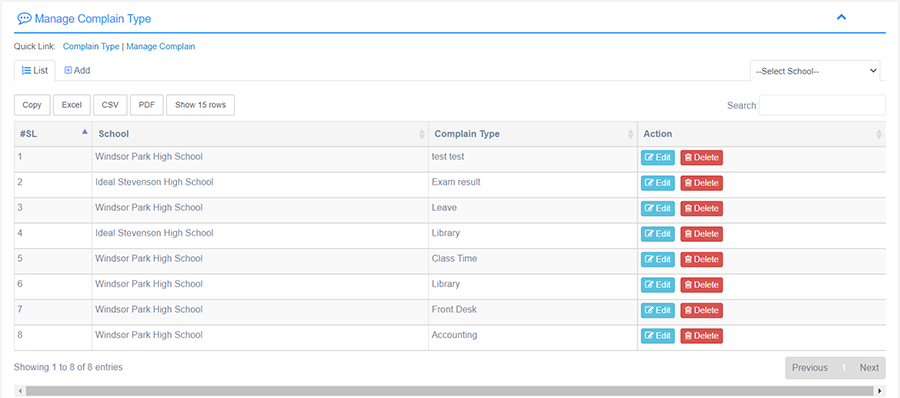 Manage Complain Type
Quick Link: Complain Type | Manage Complain
List Add --Select School--
Copy Excel CSV PDF Show 15 rows Search:
#SL School Complain Type Action
1 Windsor Park High School test test Edit Delete
2 Ideal Stevenson High School Exam result Edit Delete
3 Windsor Park High School Leave Edit Delete
4 Ideal Stevenson High School Library Edit Delete
5 Windsor Park High School Class Time Edit Delete
6 Windsor Park High School Library Edit Delete
7 Windsor Park High School Front Desk Edit Delete
8 Windsor Park High School Accounting Edit Delete
Showing 1 to 8 of 8 entries Previous 1 Next